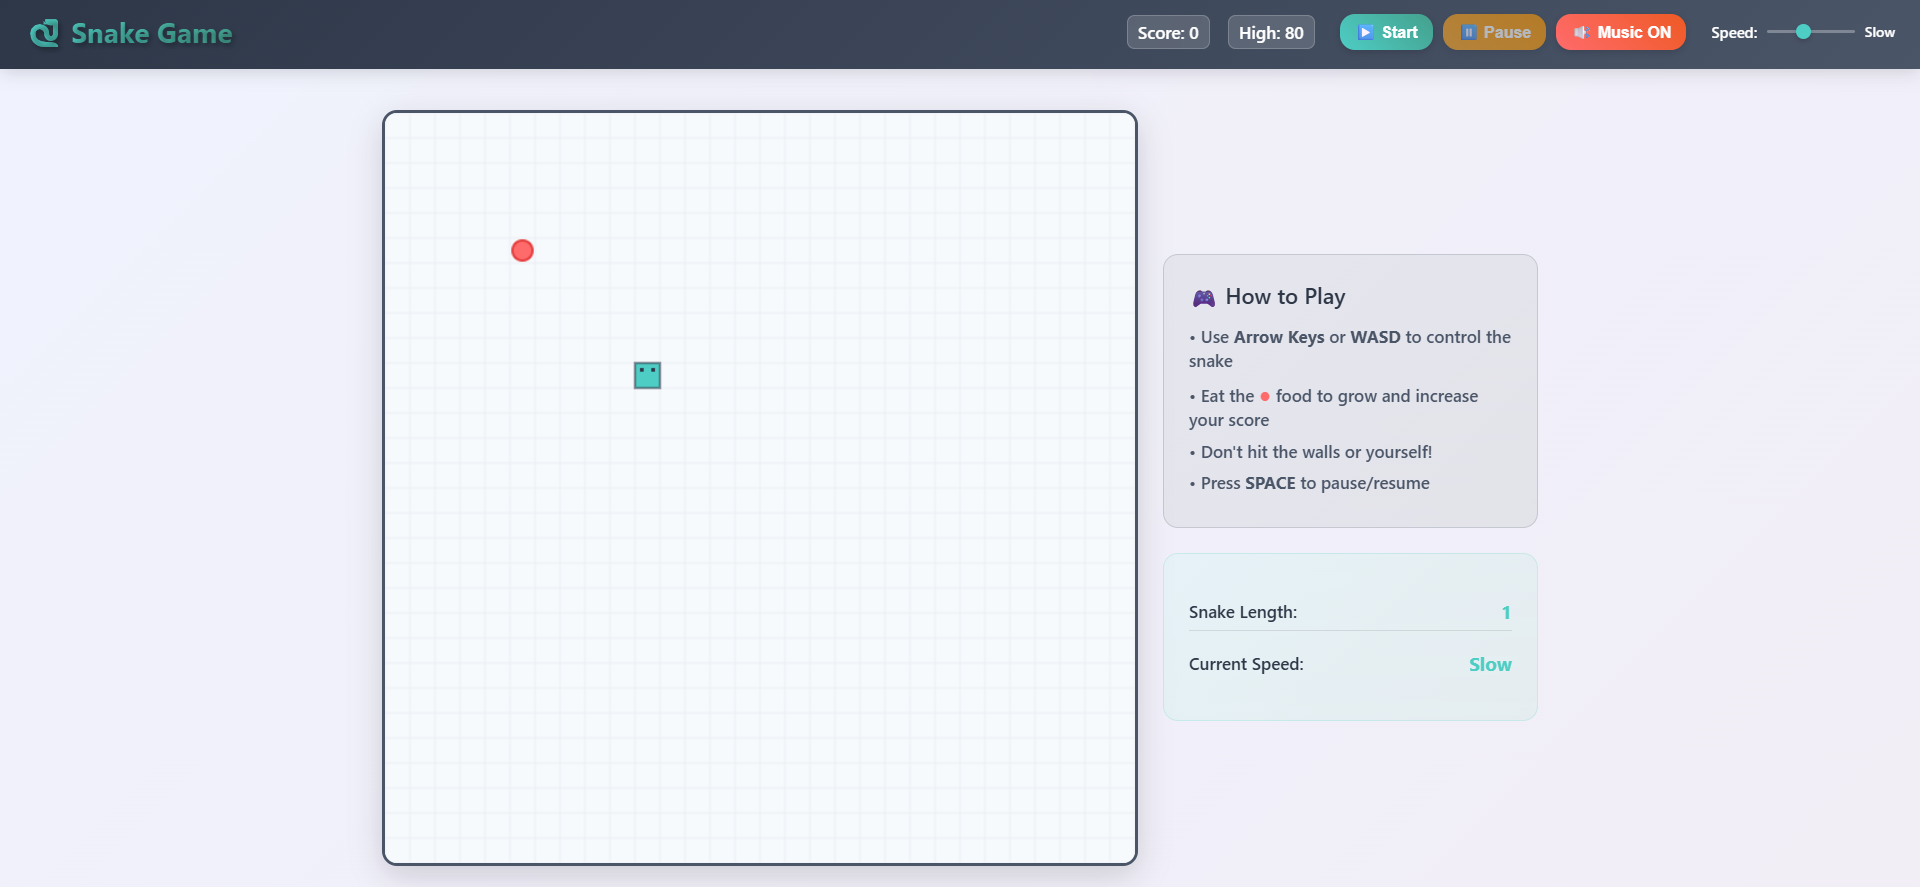 Snake Game
Score: 0
High: 80
Start
Pause
Music ON
Speed:
Slow
How to Play
• Use Arrow Keys or WASD to control the
snake
• Eat the food to grow and increase
your score
• Don't hit the walls or yourself!
• Press SPACE to pause/resume
Snake Length:
1
Current Speed:
Slow